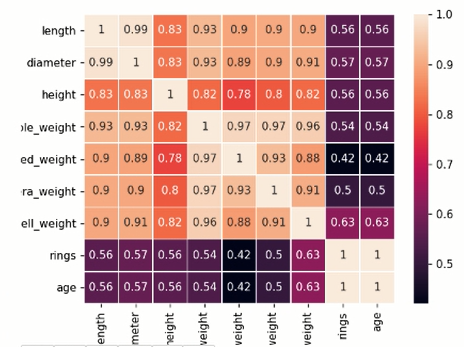 length 1 0.99 0.83 0.93 0.9 0.9 0.9 0.56 0.56 1.0
diameter 0.99 1 0.83 0.93 0.89 0.9 0.91 0.57 0.57 0.9
height 0.83 0.83 1 0.82 0.78 0.8 0.82 0.56 0.56
ole_weight 0.93 0.93 0.82 1 0.97 0.97 0.96 0.54 0.54 0.8
ed_weight 0.9 0.89 0.78 0.97 1 0.93 0.88 0.42 0.42 0.7
ra_weight 0.9 0.9 0.8 0.97 0.93 1 0.91 0.5 0.5
ell_weight 0.9 0.91 0.82 0.96 0.88 0.91 1 0.63 0.63 0.6
rings 0.56 0.57 0.56 0.54 0.42 0.5 0.63 1 1 0.5
age 0.56 0.57 0.56 0.54 0.42 0.5 0.63 1 1
ength meter height weight weight weight weight rings age